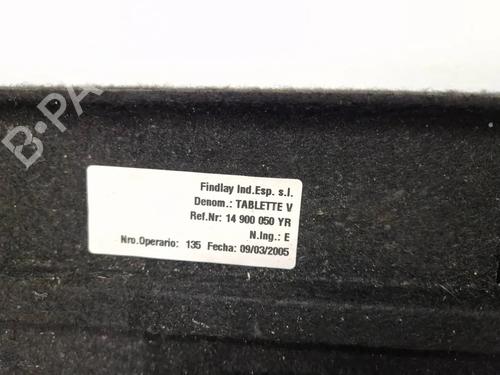 B-PARTS
Findlay Ind.Esp. s.l.
Denom.: TABLETTE V
Ref.Nr: 14 900 050 YR
N.Ing.: E
Nro.Operario: 135 Fecha: 09/03/2005